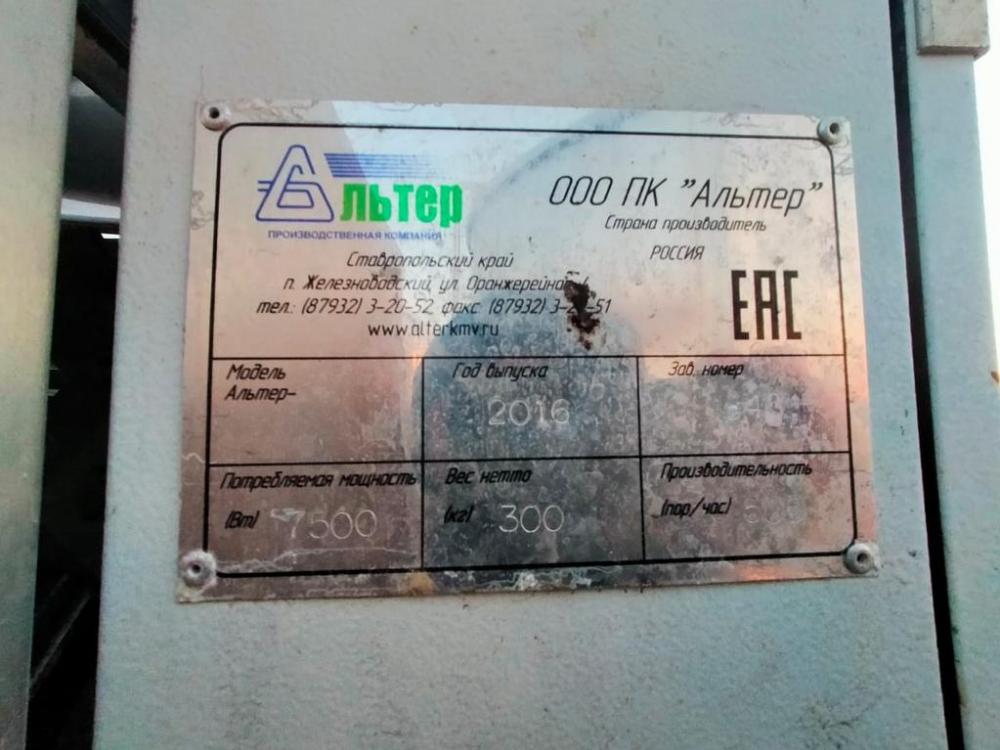 Альтер
ПРОИЗВОДСТВЕННАЯ КОМПАНИЯ
ООО ПК "Альтер"
Страна производитель
РОССИЯ
Ставропольский край
п. Железноводский, ул. Оранжерейная
тел.: (87932) 3-20-52 факс: (87932)
www.alterkmv.ru
EAC
Модель
Альтер-
Год выпуска
2016
Зав. номер
Потребляемая мощность
(Вт) 7500
Вес нетто
(кг) 300
Производительность
(пор/час)